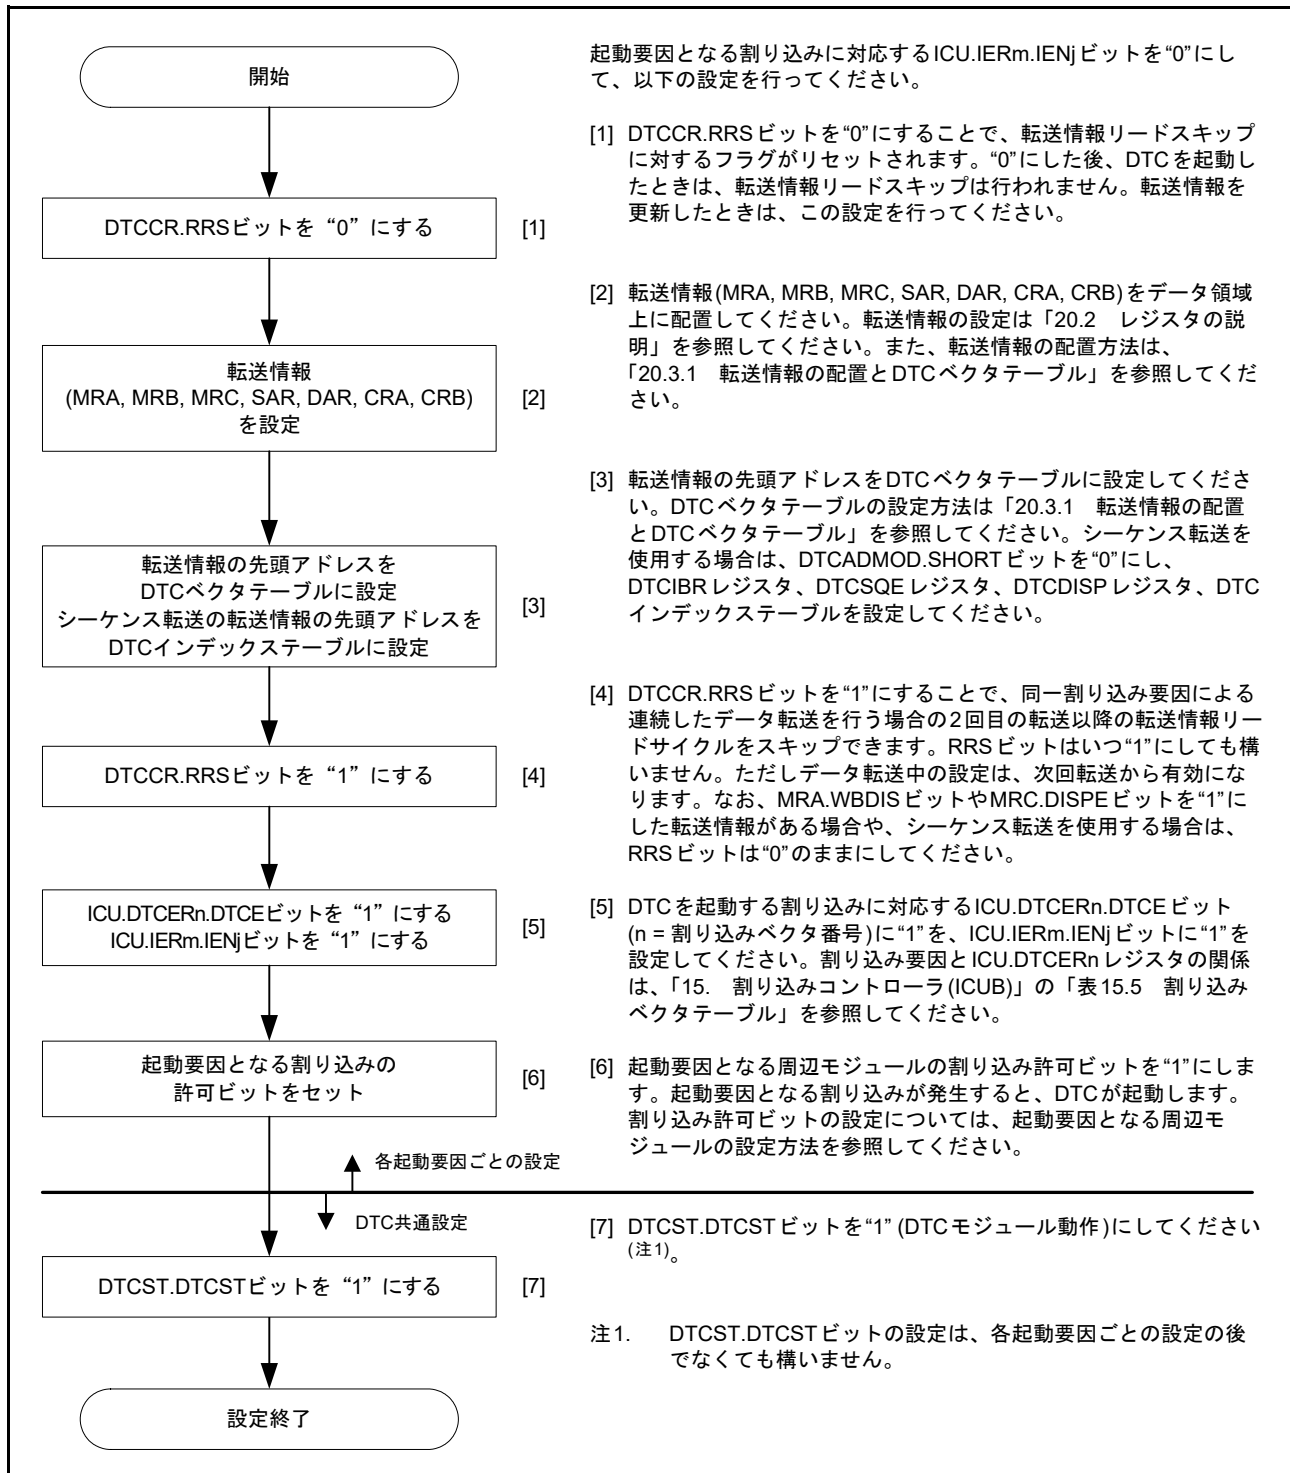 開始
DTCCR.RRSビットを“0”にする
[1]
転送情報
(MRA, MRB, MRC, SAR, DAR, CRA, CRB)
を設定
[2]
転送情報の先頭アドレスを
DTCベクタテーブルに設定
シーケンス転送の転送情報の先頭アドレスを
DTCインデックステーブルに設定
[3]
DTCCR.RRSビットを“1”にする
[4]
ICU.DTCERn.DTCEビットを“1”にする
ICU.IERm.IENjビットを“1”にする
[5]
起動要因となる割り込みの
許可ビットをセット
[6]
各起動要因ごとの設定
DTC共通設定
DTCST.DTCSTビットを“1”にする
[7]
設定終了
起動要因となる割り込みに対応するICU.IERm.IENjビットを“0”にし
て、以下の設定を行ってください。
[1] DTCCR.RRSビットを“0”にすることで、転送情報リードスキップ
に対するフラグがリセットされます。“0”にした後、DTCを起動し
たときは、転送情報リードスキップは行われません。転送情報を
更新したときは、この設定を行ってください。
[2] 転送情報(MRA, MRB, MRC, SAR, DAR, CRA, CRB)をデータ領域
上に配置してください。転送情報の設定は「20.2 レジスタの説
明」を参照してください。また、転送情報の配置方法は、
「20.3.1 転送情報の配置とDTCベクタテーブル」を参照してくだ
さい。
[3] 転送情報の先頭アドレスをDTCベクタテーブルに設定してくださ
い。DTCベクタテーブルの設定方法は「20.3.1 転送情報の配置
とDTCベクタテーブル」を参照してください。シーケンス転送を
使用する場合は、DTCADMOD.SHORTビットを“0”にし、
DTCIBRレジスタ、DTCSQEレジスタ、DTCDISPレジスタ、DTC
インデックステーブルを設定してください。
[4] DTCCR.RRSビットを“1”にすることで、同一割り込み要因による
連続したデータ転送を行う場合の2回目の転送以降の転送情報リー
ドサイクルをスキップできます。RRSビットはいつ“1”にしても構
いません。ただしデータ転送中の設定は、次回転送から有効にな
ります。なお、MRA.WBDISビットやMRC.DISPEビットを“1”に
した転送情報がある場合や、シーケンス転送を使用する場合は、
RRSビットは“0”のままにしてください。
[5] DTCを起動する割り込みに対応するICU.DTCERn.DTCEビット
(n = 割り込みベクタ番号)に“1”を、ICU.IERm.IENjビットに“1”を
設定してください。割り込み要因とICU.DTCERnレジスタの関係
は、「15. 割り込みコントローラ(ICUB)」の「表15.5 割り込み
ベクタテーブル」を参照してください。
[6] 起動要因となる周辺モジュールの割り込み許可ビットを“1”にしま
す。起動要因となる割り込みが発生すると、DTCが起動します。
割り込み許可ビットの設定については、起動要因となる周辺モ
ジュールの設定方法を参照してください。
[7] DTCST.DTCSTビットを“1” (DTCモジュール動作)にしてください
(注1)。
注1. DTCST.DTCSTビットの設定は、各起動要因ごとの設定の後
でなくても構いません。